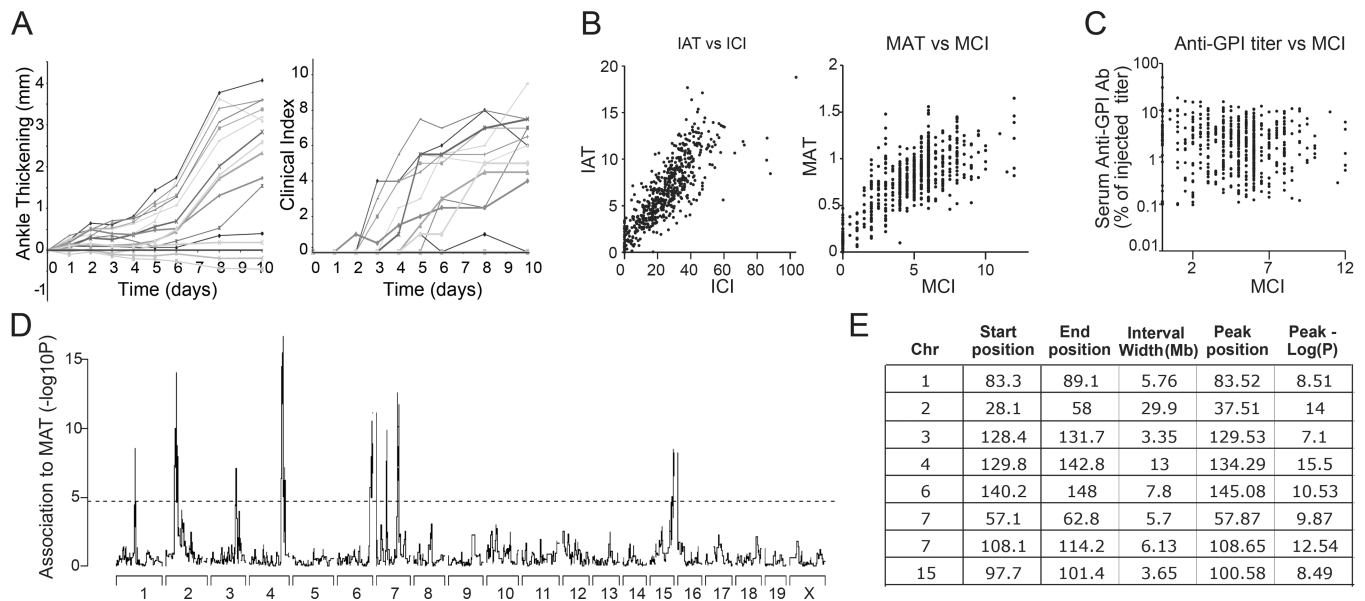 A
Ankle Thickening (mm)
4
3
2
1
0
-1
0 1 2 3 4 5 6 7 8 9 10
Time (days)
Clinical Index
10
8
6
4
2
0
0 1 2 3 4 5 6 7 8 9 10
Time (days)
B
IAT vs ICI
IAT
20
15
10
5
0
0 20 40 60 80 100
ICI
MAT vs MCI
MAT
2
1.5
1
0.5
0
0 5 10
MCI
C
Anti-GPI titer vs MCI
Serum Anti-GPI Ab
(% of injected titer)
100
10
1
0.1
0.01
2 7 12
MCI
D
Association to MAT (-log10P)
15
10
5
0
1 2 3 4 5 6 7 8 9 10 11 12 13 14 15 16 17 18 19 X
E
Chr Start position End position Interval Width(Mb) Peak position Peak - Log(P)
1 83.3 89.1 5.76 83.52 8.51
2 28.1 58 29.9 37.51 14
3 128.4 131.7 3.35 129.53 7.1
4 129.8 142.8 13 134.29 15.5
6 140.2 148 7.8 145.08 10.53
7 57.1 62.8 5.7 57.87 9.87
7 108.1 114.2 6.13 108.65 12.54
15 97.7 101.4 3.65 100.58 8.49